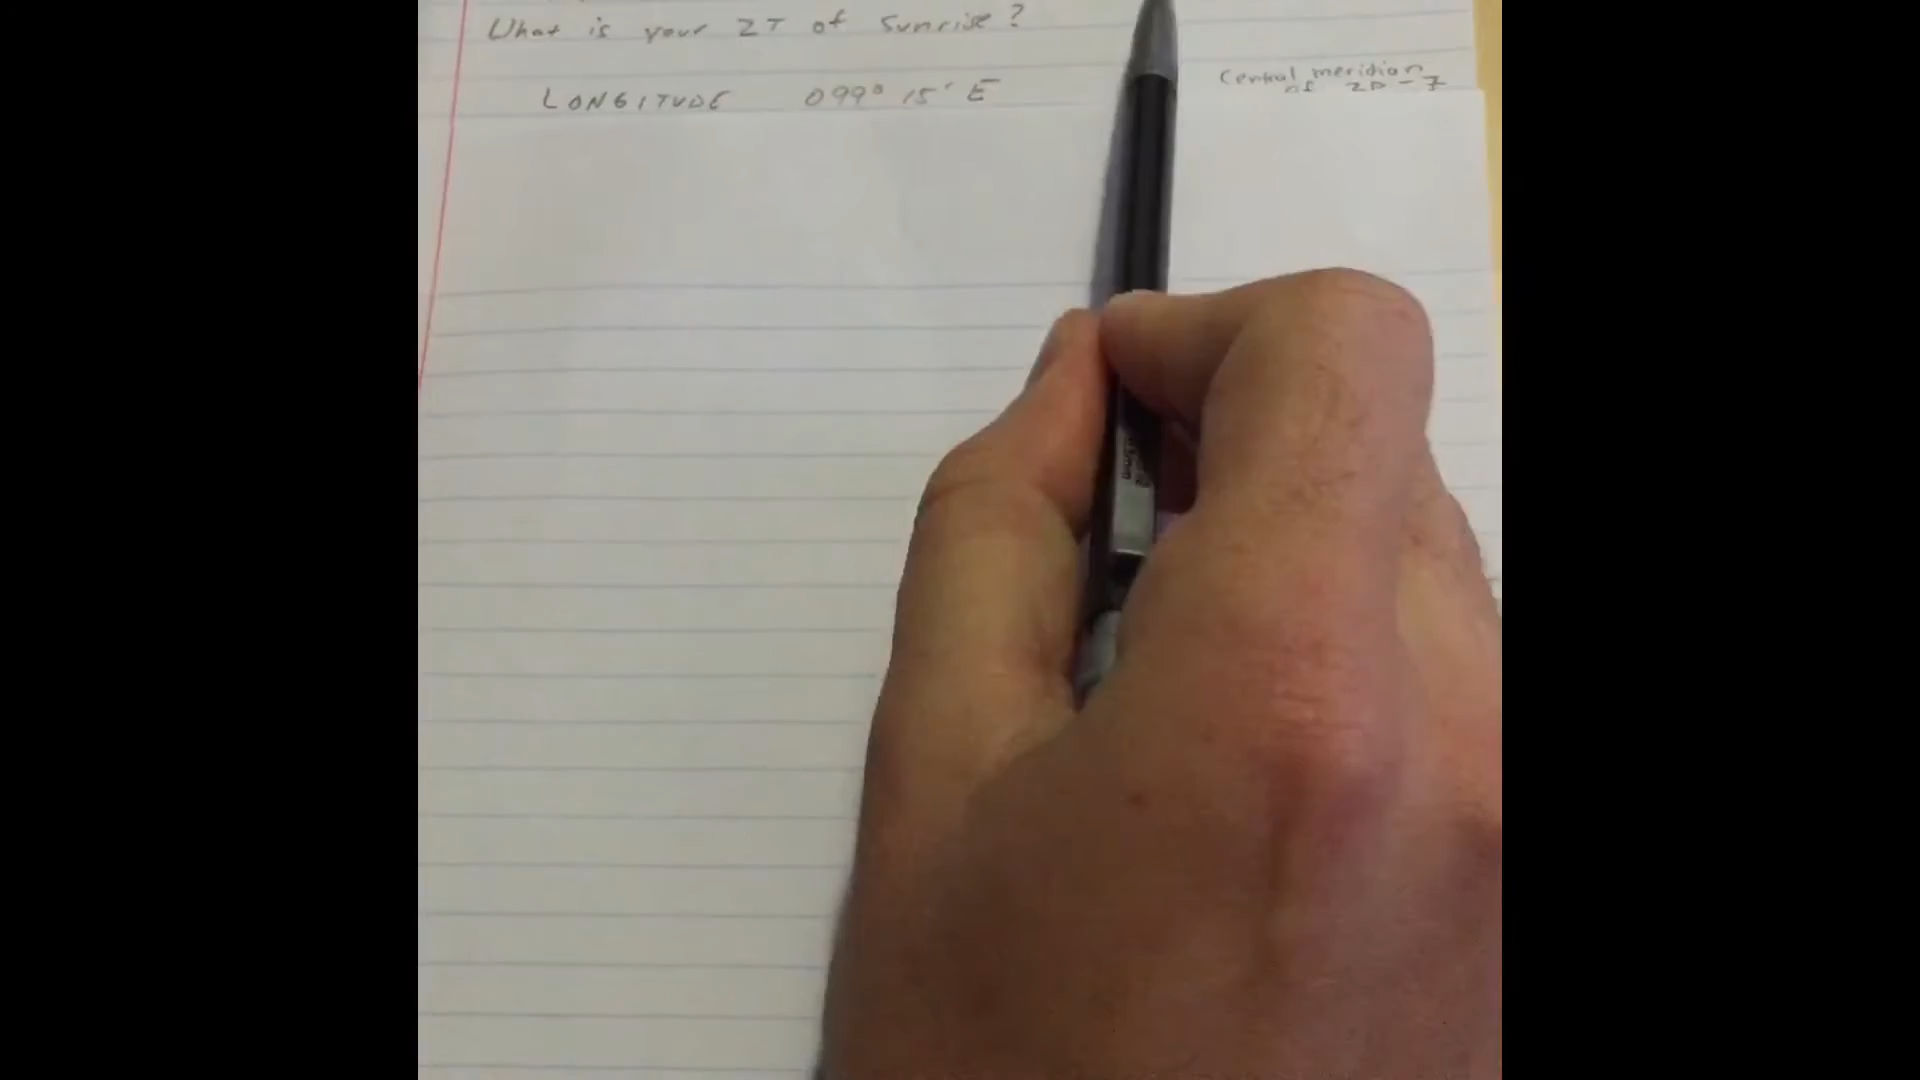 What is your ZT of Sunrise?
LONGITUDE 099° 15' E
Central meridian
of ZD -7